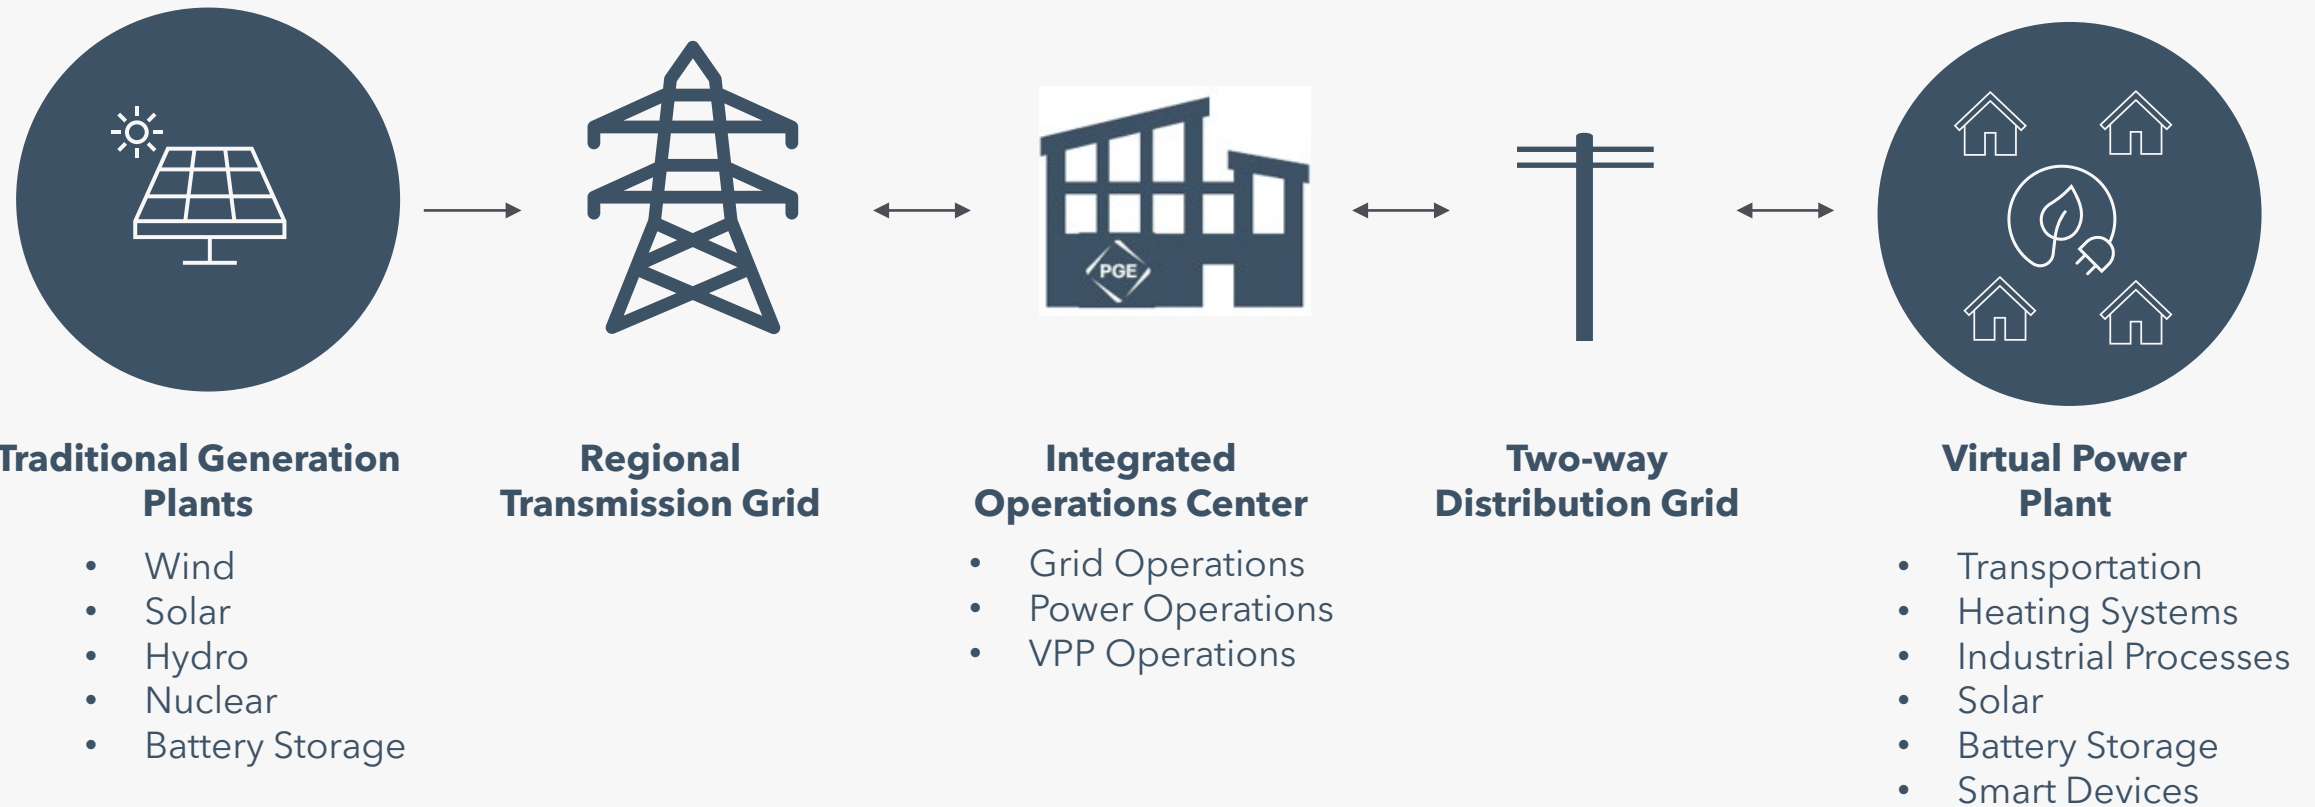 PGE
Traditional Generation
Plants
• Wind
• Solar
• Hydro
• Nuclear
• Battery Storage
Regional
Transmission Grid
Integrated
Operations Center
• Grid Operations
• Power Operations
• VPP Operations
Two-way
Distribution Grid
Virtual Power
Plant
• Transportation
• Heating Systems
• Industrial Processes
• Solar
• Battery Storage
• Smart Devices